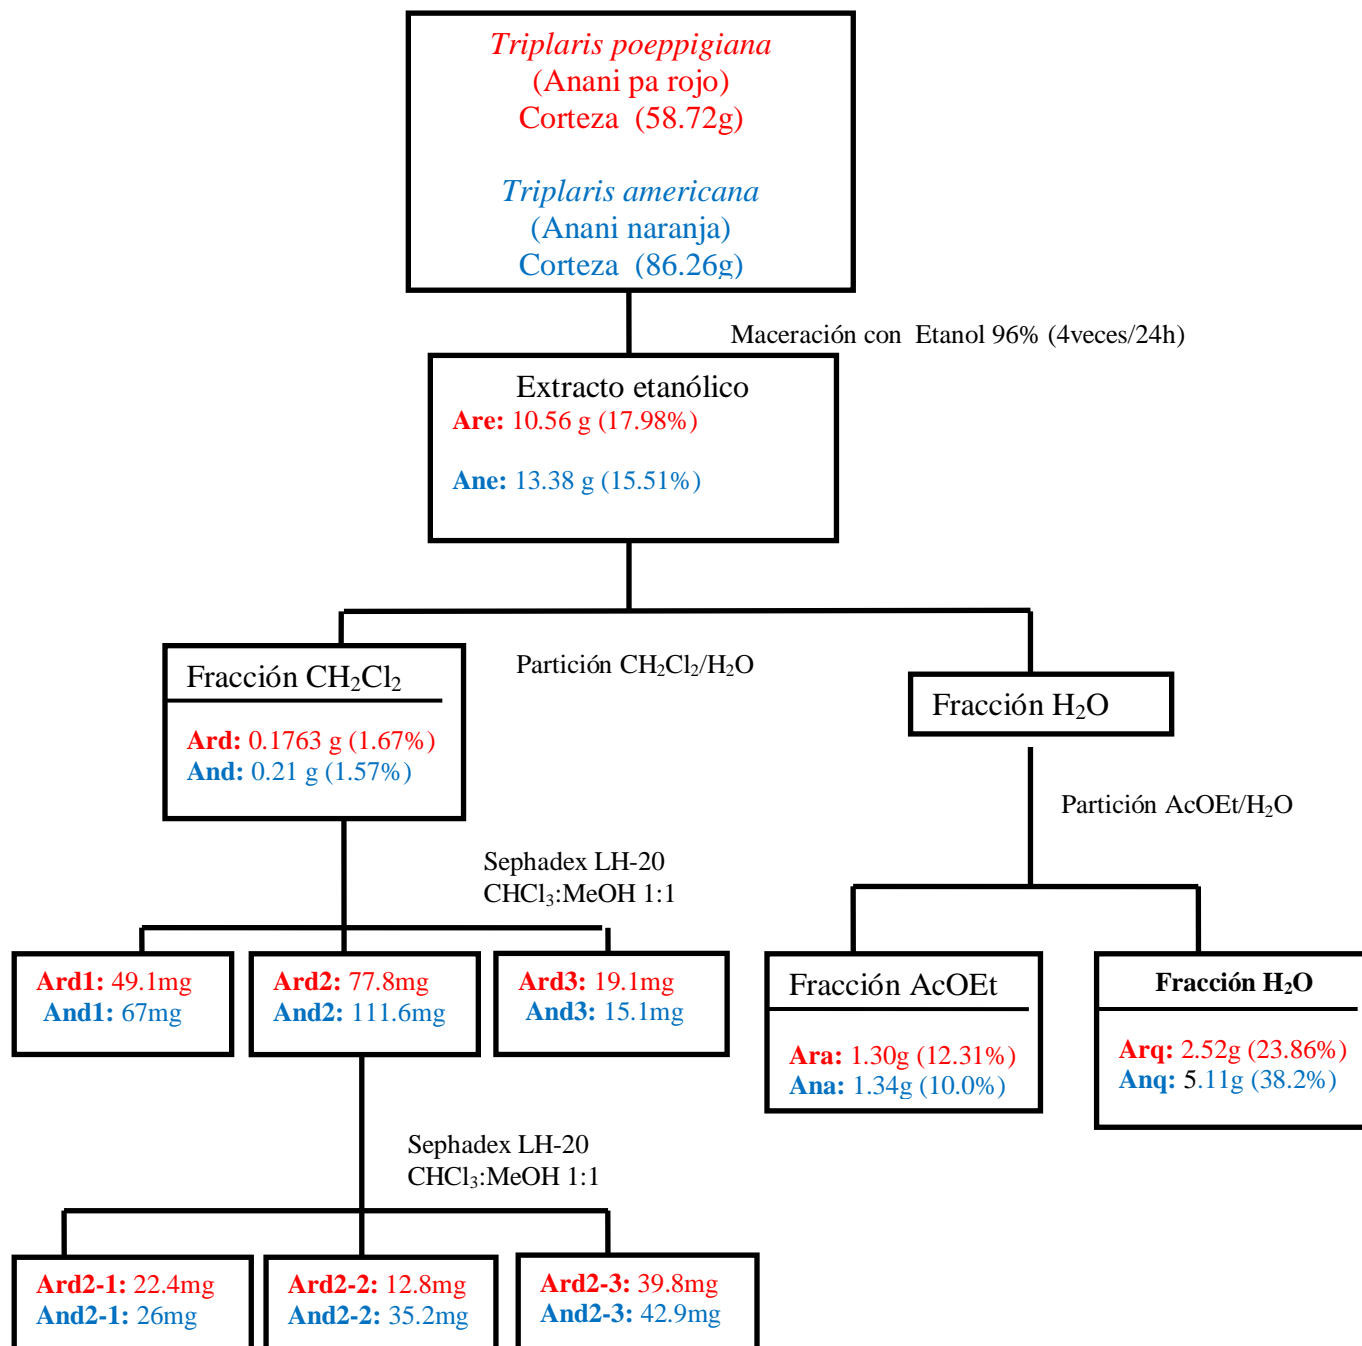 Triplaris poeppigiana
(Anani pa rojo)
Corteza (58.72g)
Triplaris americana
(Anani naranja)
Corteza (86.26g)
Maceración con Etanol 96% (4veces/24h)
Extracto etanólico
Are: 10.56 g (17.98%)
Ane: 13.38 g (15.51%)
Partición CH₂Cl₂/H₂O
Fracción CH₂Cl₂
Ard: 0.1763 g (1.67%)
And: 0.21 g (1.57%)
Fracción H₂O
Partición AcOEt/H₂O
Sephadex LH-20
CHCl₃:MeOH 1:1
Ard1: 49.1mg
And1: 67mg
Ard2: 77.8mg
And2: 111.6mg
Ard3: 19.1mg
And3: 15.1mg
Fracción AcOEt
Ara: 1.30g (12.31%)
Ana: 1.34g (10.0%)
Fracción H₂O
Arq: 2.52g (23.86%)
Anq: 5.11g (38.2%)
Sephadex LH-20
CHCl₃:MeOH 1:1
Ard2-1: 22.4mg
And2-1: 26mg
Ard2-2: 12.8mg
And2-2: 35.2mg
Ard2-3: 39.8mg
And2-3: 42.9mg